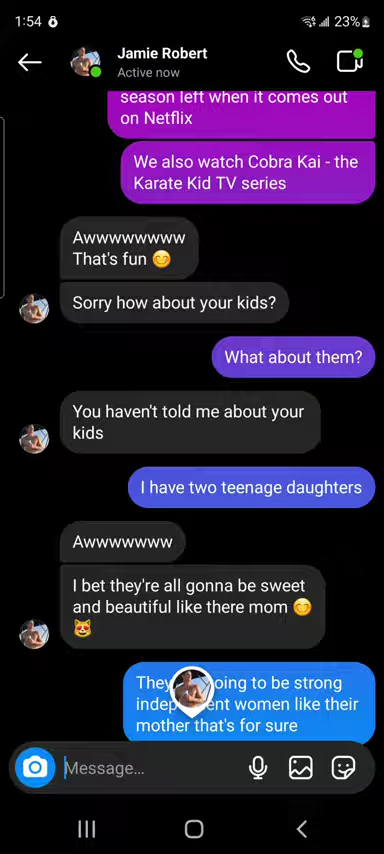 1:54 23%
Jamie Robert
Active now
season left when it comes out
on Netflix
We also watch Cobra Kai - the
Karate Kid TV series
Awwwwwwww
That's fun 😊
Sorry how about your kids?
What about them?
You haven't told me about your
kids
I have two teenage daughters
Awwwwwww
I bet they're all gonna be sweet
and beautiful like there mom 😊
😻
They going to be strong
women like their
mother that's for sure
Message...